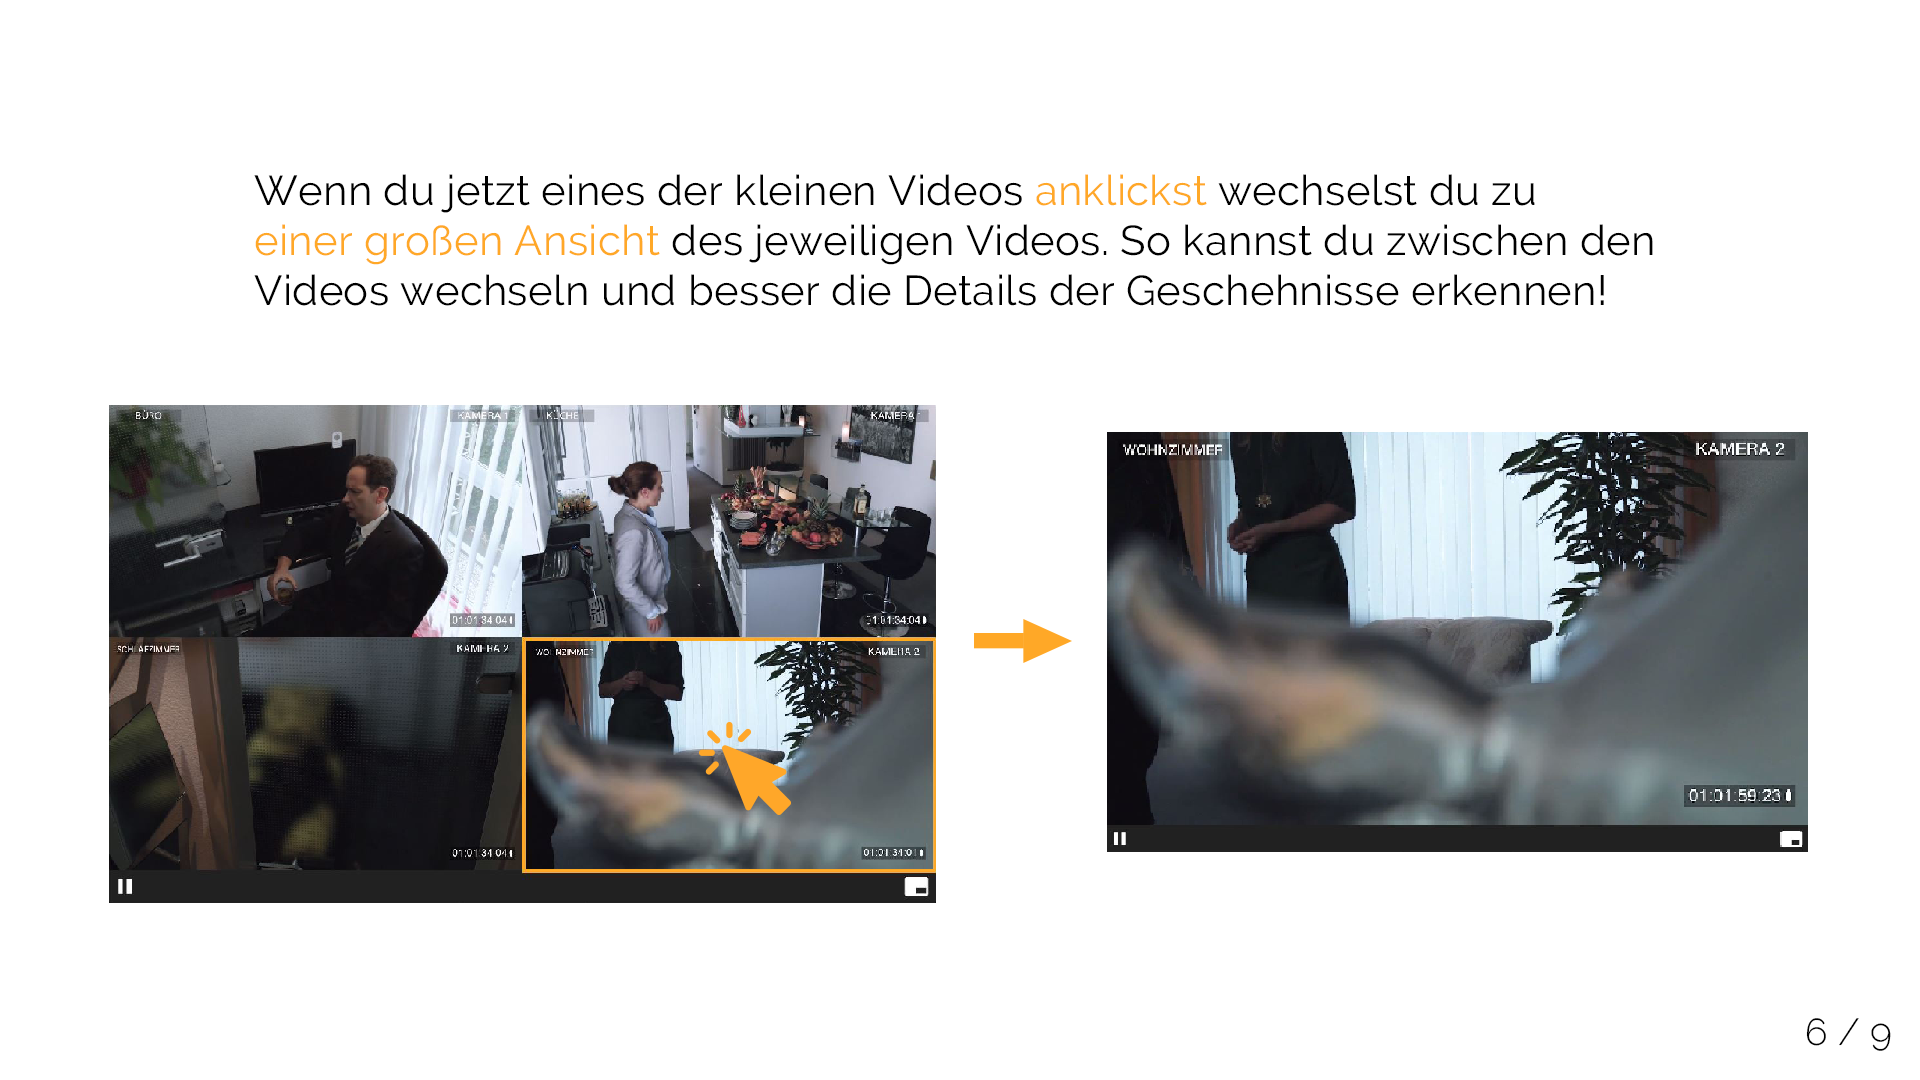 Wenn du jetzt eines der kleinen Videos anklickst wechselst du zu
einer großen Ansicht des jeweiligen Videos. So kannst du zwischen den
Videos wechseln und besser die Details der Geschehnisse erkennen!
BÜRO
KAMERA 1
KÜCHE
KAMERA
01:01:34:04
01:01:34:04
SCHLAFZIMMER
KAMERA 2
WOHNZIMMER
KAMERA 2
01:01:34:04
01:01:34:01
WOHNZIMMER
KAMERA 2
01:01:59:23
6 / 9